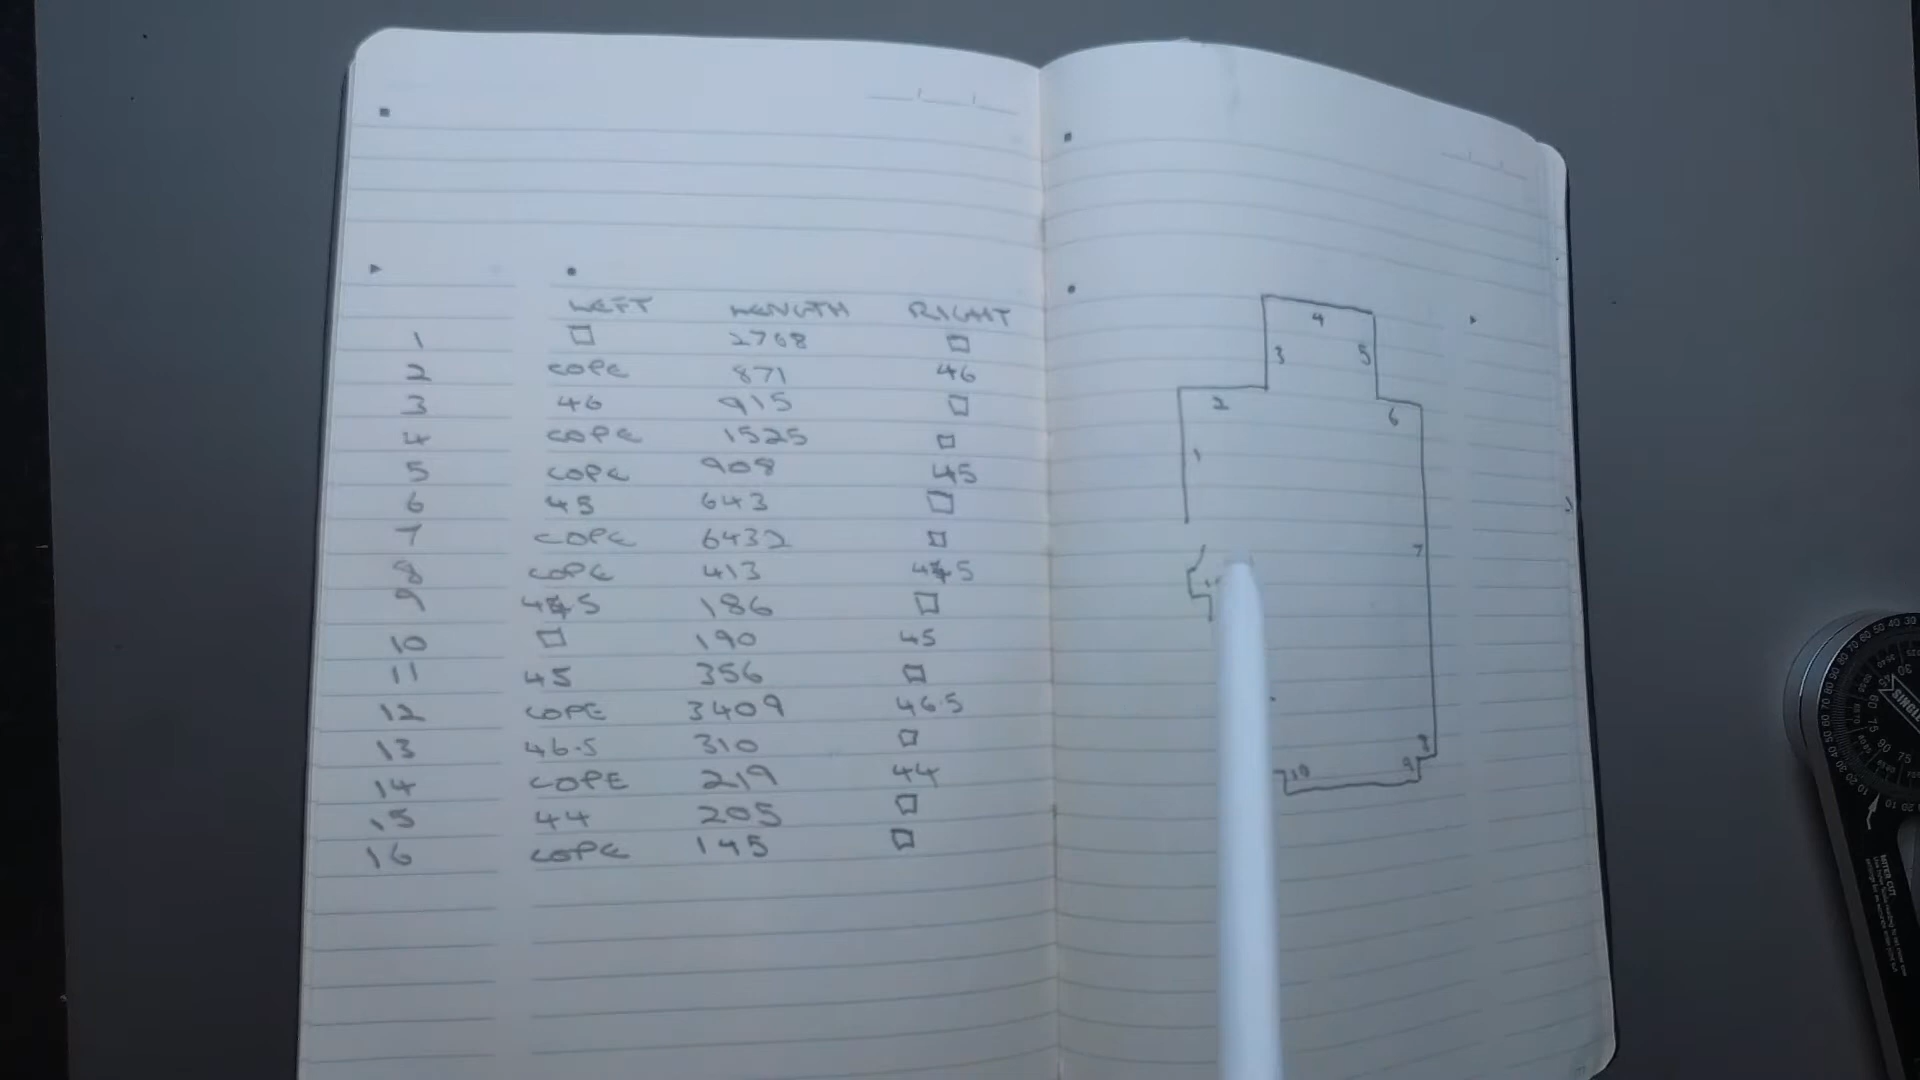 LEFT LENGTH RIGHT
1 □ 2768 □
2 COPE 871 46
3 46 915 □
4 COPE 1525 □
5 COPE 908 45
6 45 643 □
7 COPE 6432 □
8 COPE 413 5
9 5 186 □
10 □ 190 45
11 45 356 □
12 COPE 3409 46.5
13 46.5 310 □
14 COPE 219 44
15 44 205 □
16 COPE 145 □
4
3 5
2 6
1
7
8
9
10
MITER CUT